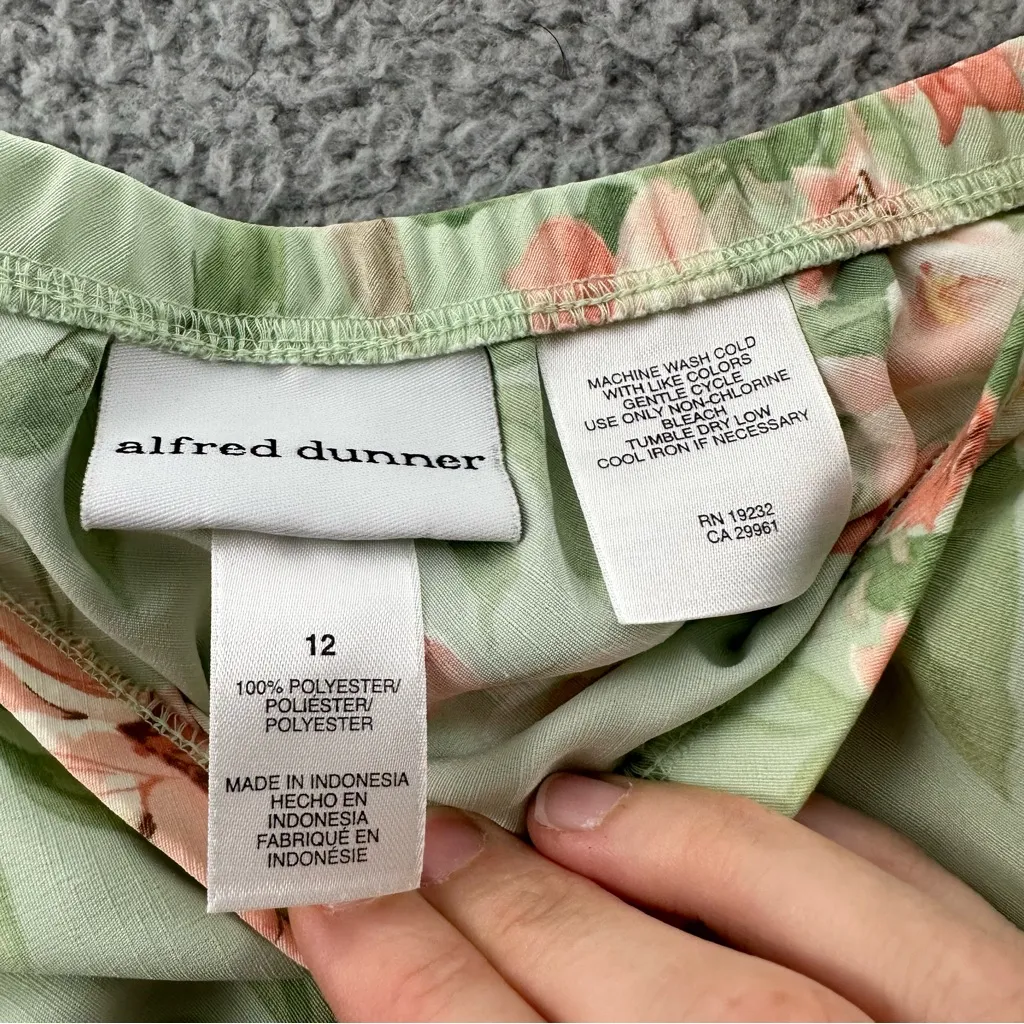 alfred dunner
12
100% POLYESTER/
POLIÉSTER/
POLYESTER
MADE IN INDONESIA
HECHO EN
INDONESIA
FABRIQUÉ EN
INDONÉSIE
MACHINE WASH COLD
WITH LIKE COLORS
GENTLE CYCLE
USE ONLY NON-CHLORINE
BLEACH
TUMBLE DRY LOW
COOL IRON IF NECESSARY
RN 19232
CA 29961